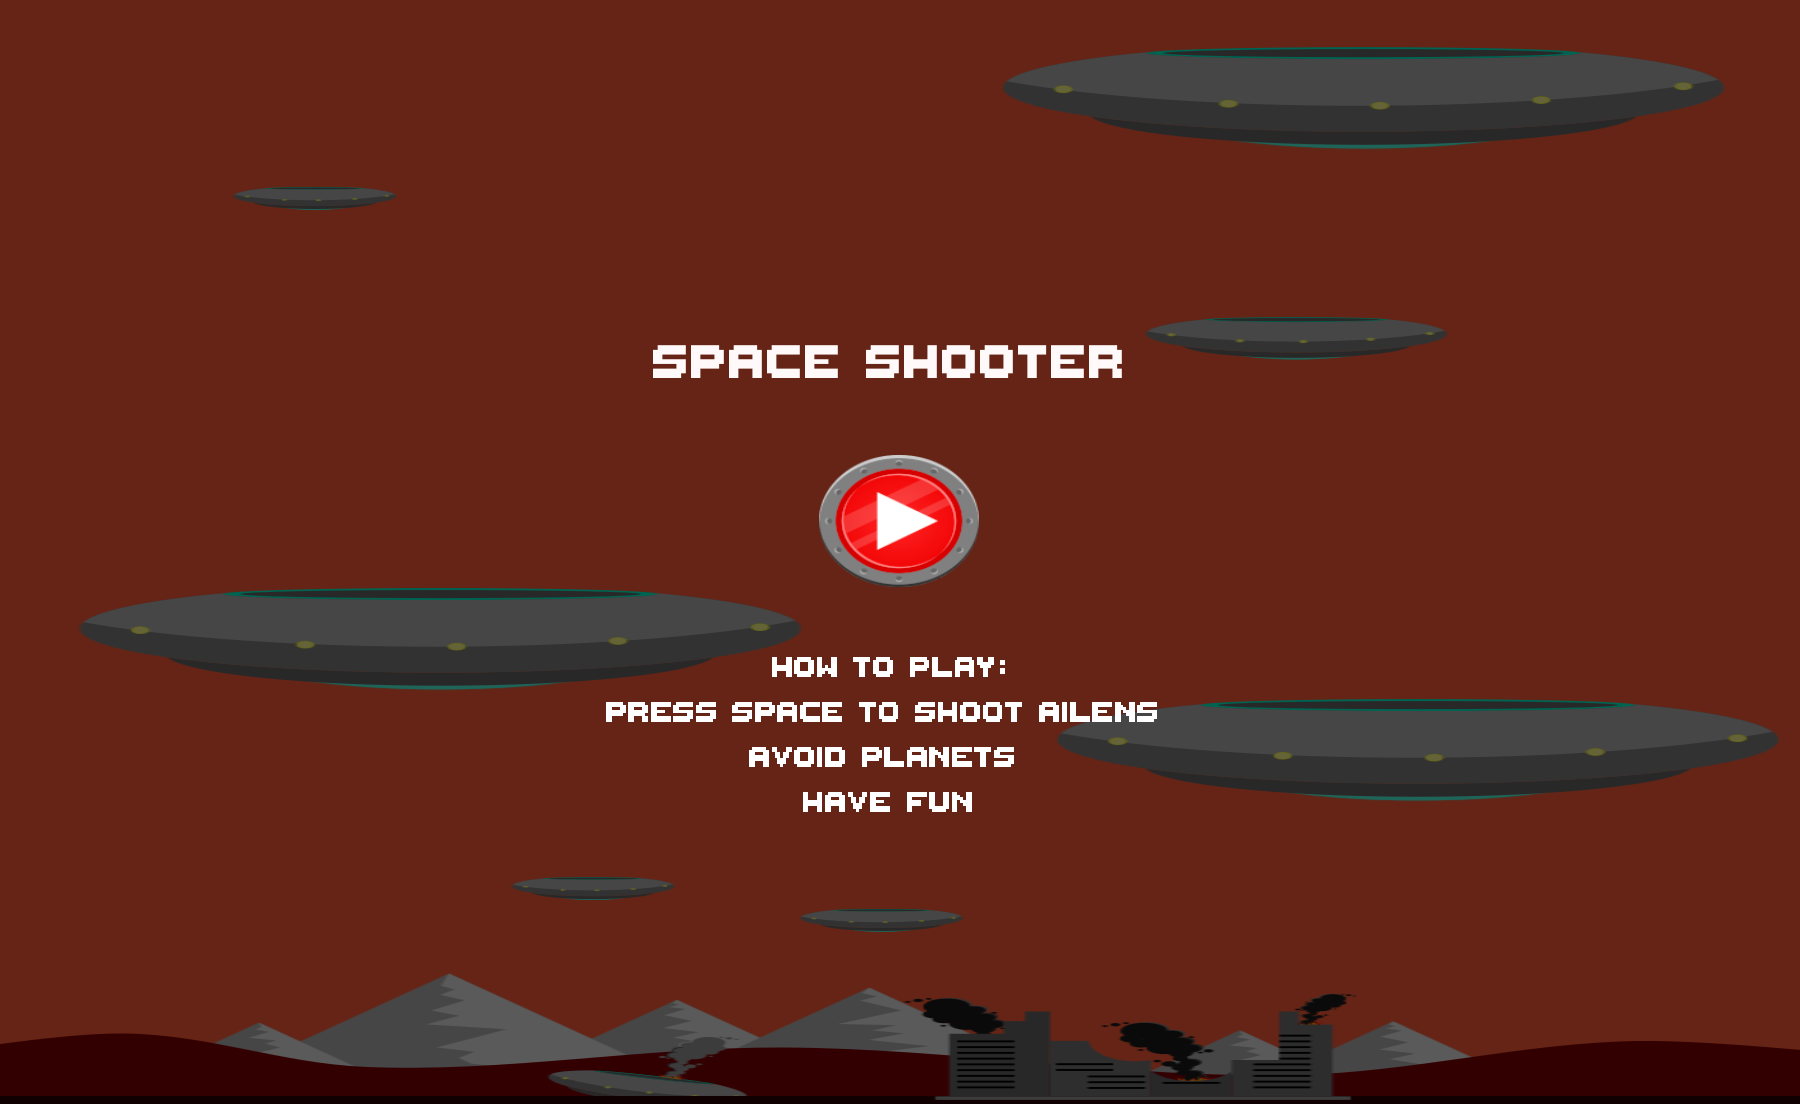 SPACE SHOOTER
HOW TO PLAY:
PRESS SPACE TO SHOOT AILENS
AVOID PLANETS
HAVE FUN